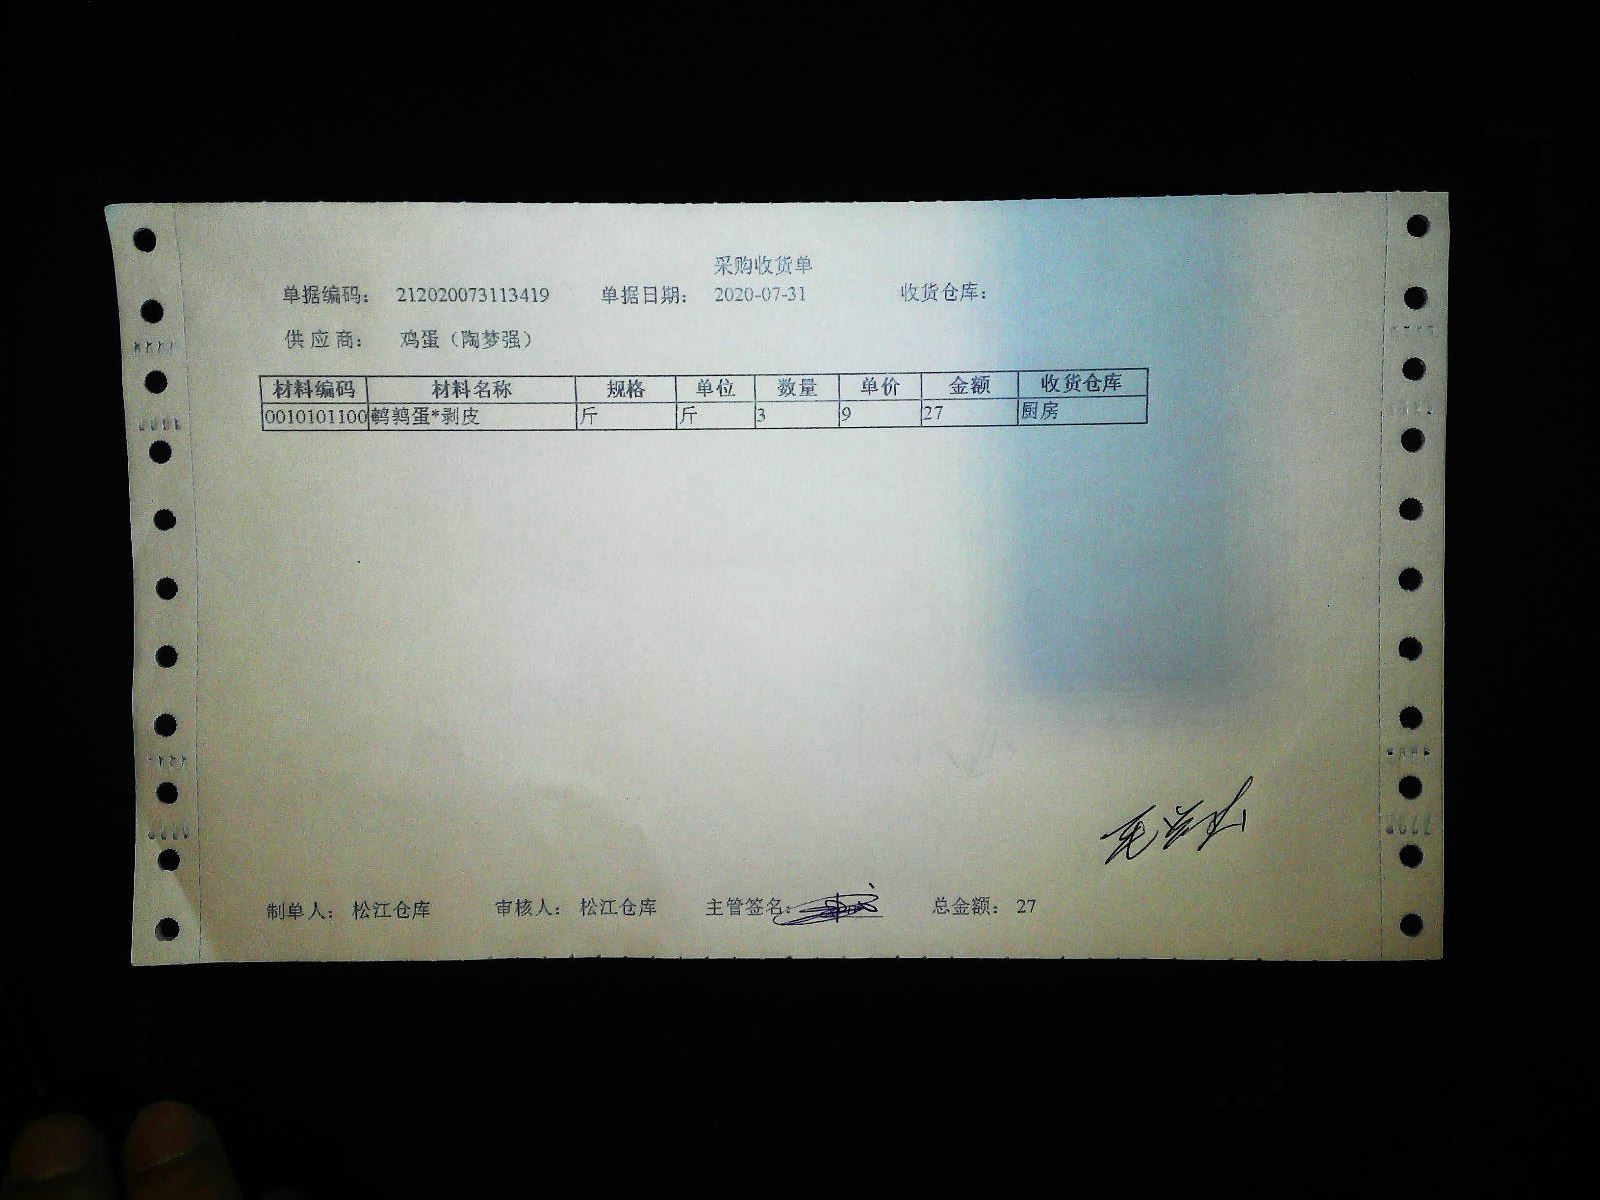 采购收货单
单据编码： 212020073113419 单据日期： 2020-07-31 收货仓库：
供应商： 鸡蛋（陶梦强）
材料编码 材料名称 规格 单位 数量 单价 金额 收货仓库
0010101100 鹌鹑蛋*剥皮 斤 斤 3 9 27 厨房
制单人： 松江仓库 审核人： 松江仓库 主管签名： 总金额： 27